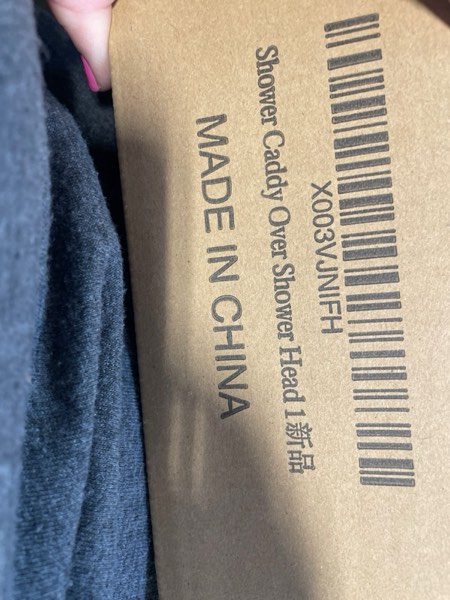 X003VJNIFH
Shower Caddy Over Shower Head 1新品
MADE IN CHINA